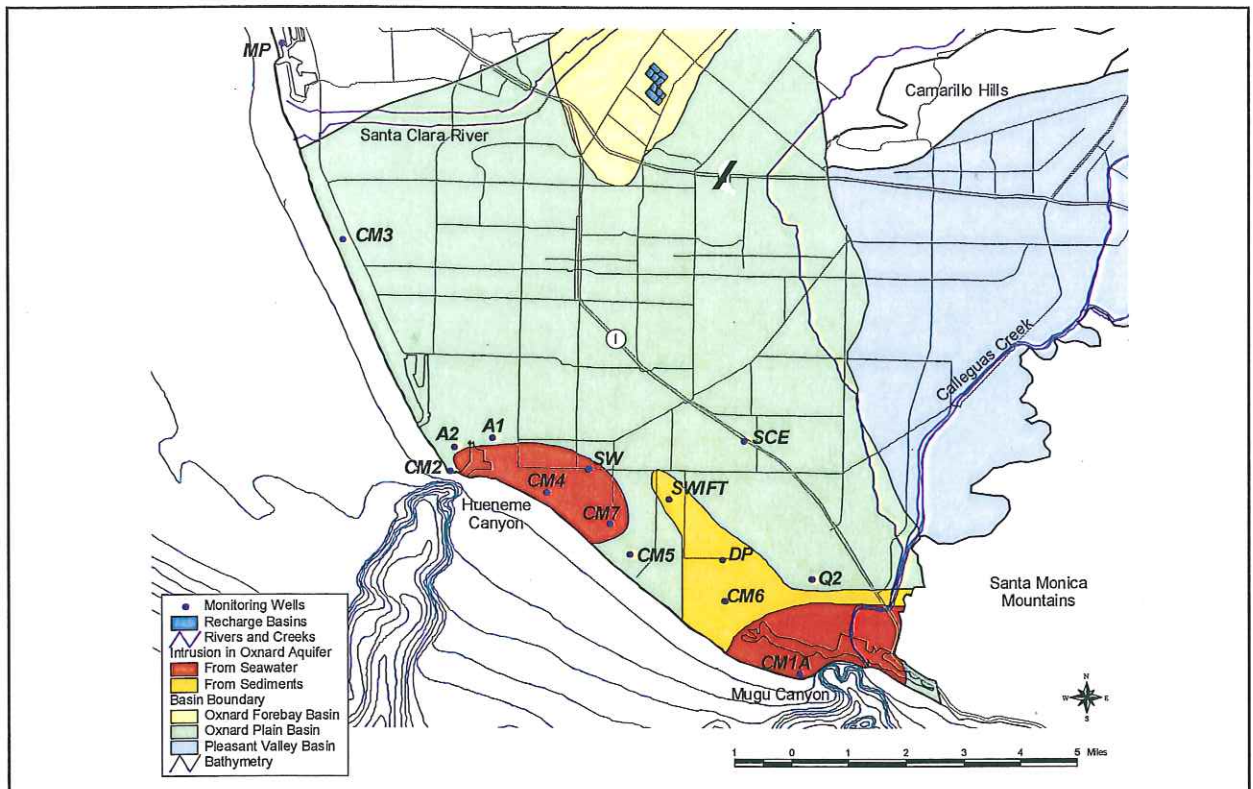 MP
Camarillo Hills
Santa Clara River
CM3
1
Calleguas Creek
A2
A1
SCE
CM2
SW
CM4
SWIFT
Hueneme
Canyon
CM7
CM5
DP
Q2
CM6
Santa Monica
Mountains
CM1A
Mugu Canyon
Monitoring Wells
Recharge Basins
Rivers and Creeks
Intrusion in Oxnard Aquifer
From Seawater
From Sediments
Basin Boundary
Oxnard Forebay Basin
Oxnard Plain Basin
Pleasant Valley Basin
Bathymetry
N
W E
S
1 0 1 2 3 4 5 Miles